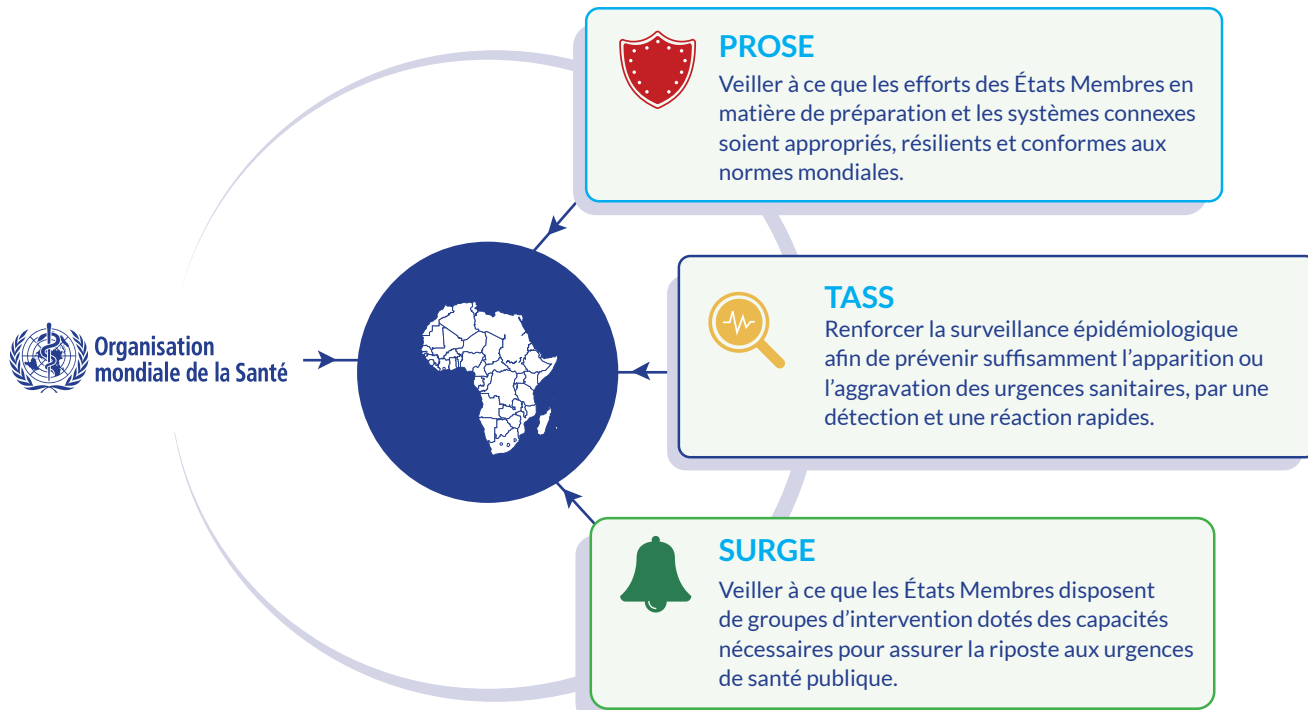 PROSE
Veiller à ce que les efforts des États Membres en
matière de préparation et les systèmes connexes
soient appropriés, résilients et conformes aux
normes mondiales.
Organisation
mondiale de la Santé
TASS
Renforcer la surveillance épidémiologique
afin de prévenir suffisamment l’apparition ou
l’aggravation des urgences sanitaires, par une
détection et une réaction rapides.
SURGE
Veiller à ce que les États Membres disposent
de groupes d’intervention dotés des capacités
nécessaires pour assurer la riposte aux urgences
de santé publique.